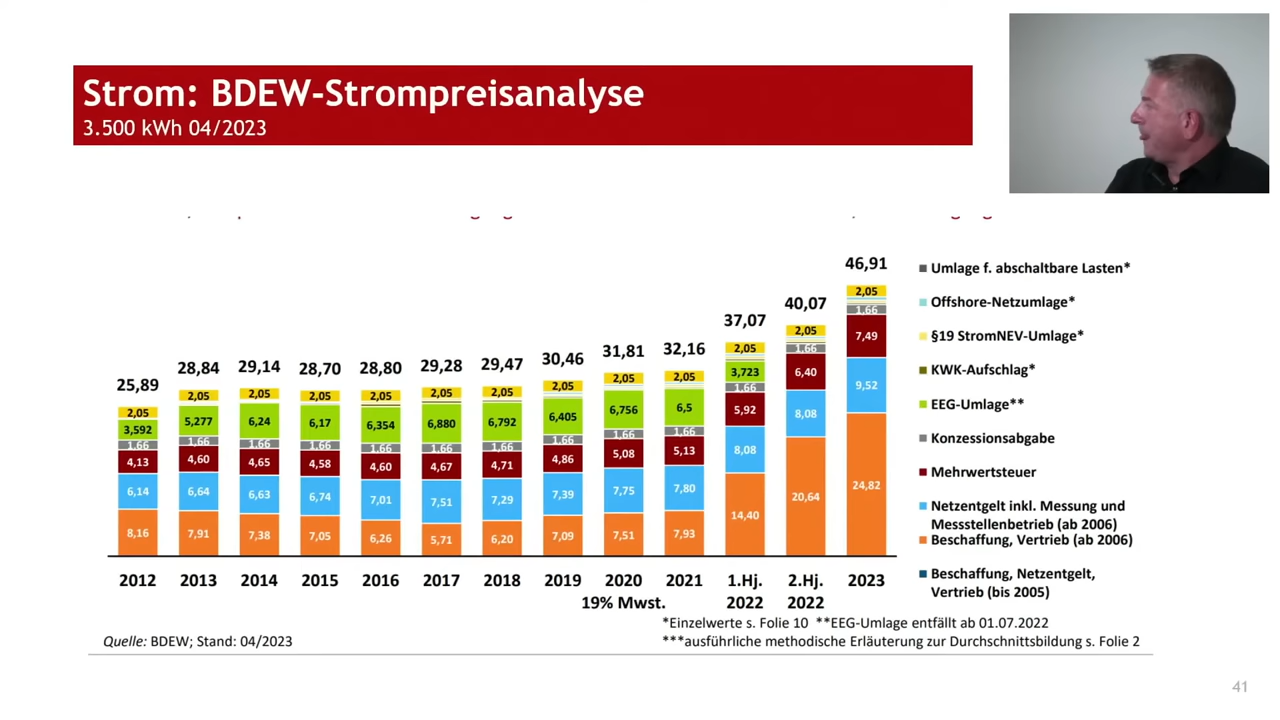 Strom: BDEW-Strompreisanalyse
3.500 kWh 04/2023
25,89 28,84 29,14 28,70 28,80 29,28 29,47 30,46 31,81 32,16 37,07 40,07 46,91
2,05 2,05 2,05 2,05 2,05 2,05 2,05 2,05 2,05 2,05 2,05 2,05 2,05
3,592 5,277 6,24 6,17 6,354 6,880 6,792 6,405 6,756 6,5 3,723
1.66 1.66 1.66 1.66 1.66 1.66 1.66 1.66 1.66 1.66 1.66 1.66 1.66
4,13 4,60 4,65 4,58 4,60 4,67 4,71 4,86 5,08 5,13 5,92 6,40 7,49
6,14 6,64 6,63 6,74 7,01 7,51 7,29 7,39 7,75 7,80 8,08 8,08 9,52
8,16 7,91 7,38 7,05 6,26 5,71 6,20 7,09 7,51 7,93 14,40 20,64 24,82
2012 2013 2014 2015 2016 2017 2018 2019 2020 2021 1.Hj. 2.Hj. 2023
19% Mwst. 2022 2022
Umlage f. abschaltbare Lasten*
Offshore-Netzumlage*
§19 StromNEV-Umlage*
KWK-Aufschlag*
EEG-Umlage**
Konzessionsabgabe
Mehrwertsteuer
Netzentgelt inkl. Messung und
Messstellenbetrieb (ab 2006)
Beschaffung, Vertrieb (ab 2006)
Beschaffung, Netzentgelt,
Vertrieb (bis 2005)
*Einzelwerte s. Folie 10 **EEG-Umlage entfällt ab 01.07.2022
Quelle: BDEW; Stand: 04/2023
***ausführliche methodische Erläuterung zur Durchschnittsbildung s. Folie 2
41